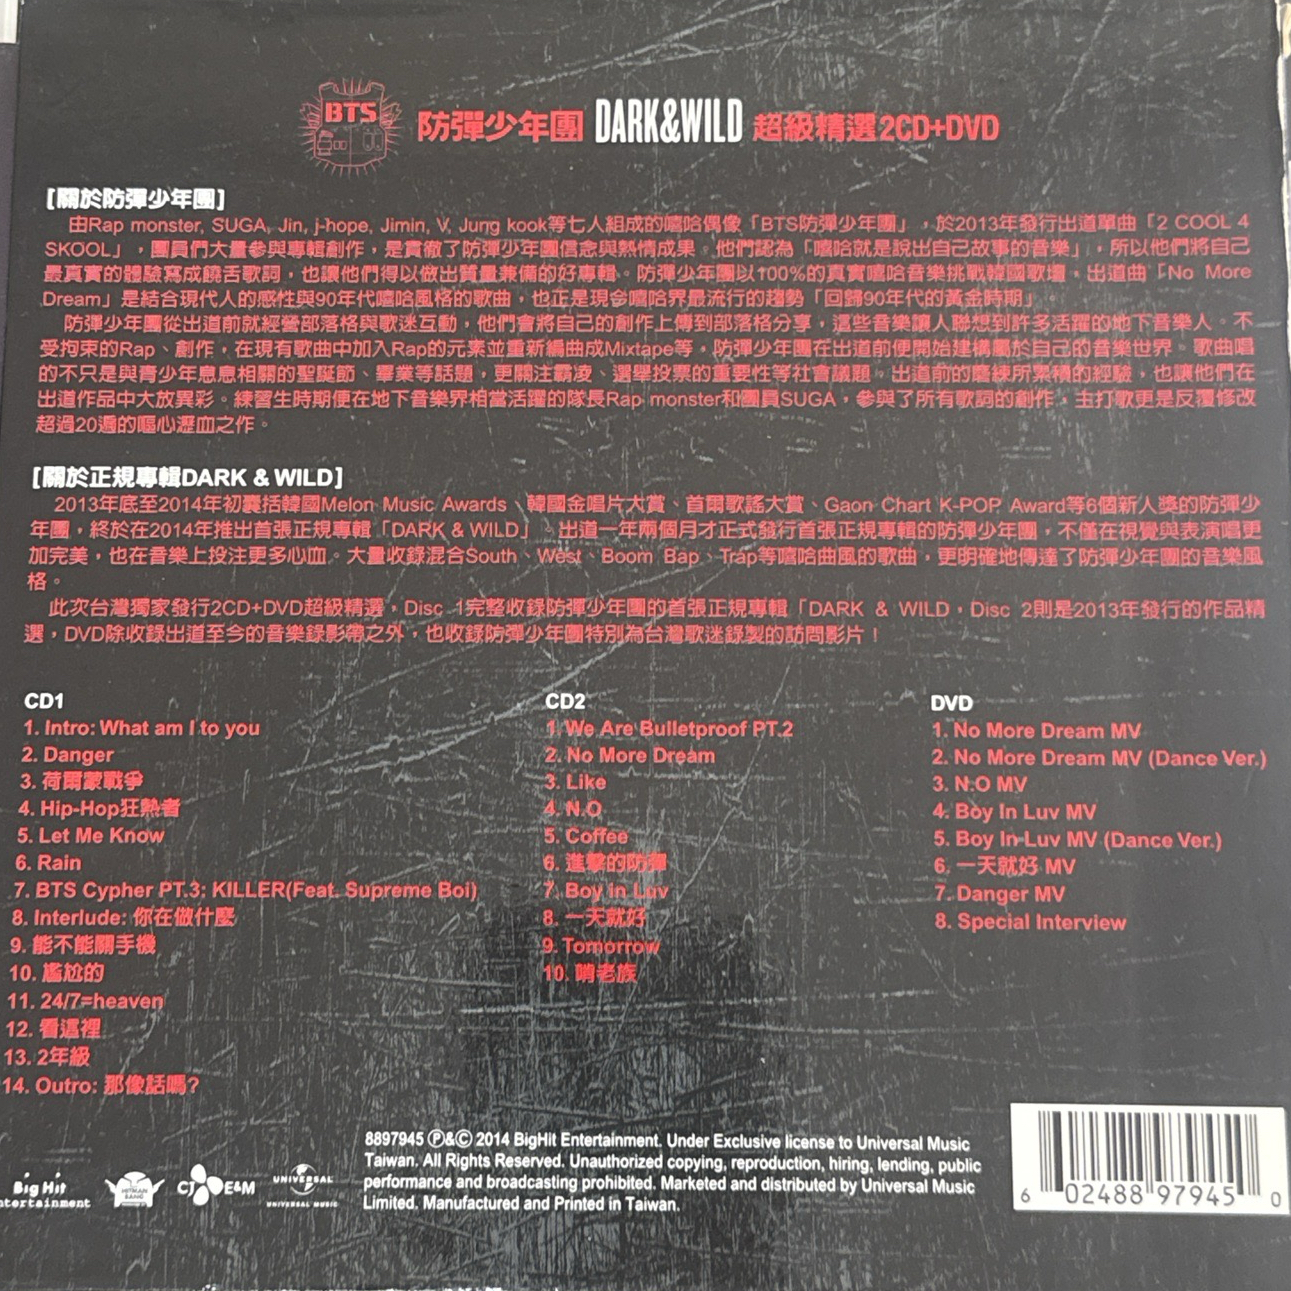 BTS 防彈少年團 DARK&WILD 超級精選2CD+DVD
[關於防彈少年團]
由Rap monster, SUGA, Jin, j-hope, Jimin, V, Jung kook等七人組成的嘻哈偶像「BTS防彈少年團」，於2013年發行出道單曲「2 COOL 4
SKOOL」，團員們大量參與專輯創作，是貫徹了防彈少年團信念與熱情成果。他們認為「嘻哈就是說出自己故事的音樂」，所以他們將自己
最真實的體驗寫成饒舌歌詞，也讓他們得以做出質量兼備的好專輯。防彈少年團以100%的真實嘻哈音樂挑戰韓國歌壇，出道曲「No More
Dream」是結合現代人的感性與90年代嘻哈風格的歌曲，也正是現今嘻哈界最流行的趨勢「回歸90年代的黃金時期」。
防彈少年團從出道前就經營部落格與歌迷互動，他們會將自己的創作上傳到部落格分享，這些音樂讓人聯想到許多活躍的地下音樂人。不
受拘束的Rap、創作，在現有歌曲中加入Rap的元素並重新編曲成Mixtape等，防彈少年團在出道前便開始建構屬於自己的音樂世界。歌曲唱
的不只是與青少年息息相關的聖誕節、畢業等話題，更關注霸凌、選舉投票的重要性等社會議題。出道前的磨練所累積的經驗，也讓他們在
出道作品中大放異彩。練習生時期便在地下音樂界相當活躍的隊長Rap monster和團員SUGA，參與了所有歌詞的創作，主打歌更是反覆修改
超過20遍的嘔心瀝血之作。
[關於正規專輯DARK & WILD]
2013年底至2014年初囊括韓國Melon Music Awards、韓國金唱片大賞、首爾歌謠大賞、Gaon Chart K-POP Award等6個新人獎的防彈少
年團，終於在2014年推出首張正規專輯「DARK & WILD」。出道一年兩個月才正式發行首張正規專輯的防彈少年團，不僅在視覺與表演唱更
加完美，也在音樂上投注更多心血。大量收錄混合South、West、Boom Bap、Trap等嘻哈曲風的歌曲，更明確地傳達了防彈少年團的音樂風
格。
此次台灣獨家發行2CD+DVD超級精選，Disc 1完整收錄防彈少年團的首張正規專輯「DARK & WILD，Disc 2則是2013年發行的作品精
選，DVD除收錄出道至今的音樂錄影帶之外，也收錄防彈少年團特別為台灣歌迷錄製的訪問影片！
CD1
1. Intro: What am I to you
2. Danger
3. 荷爾蒙戰爭
4. Hip-Hop狂熱者
5. Let Me Know
6. Rain
7. BTS Cypher PT.3: KILLER(Feat. Supreme Boi)
8. Interlude: 你在做什麼
9. 能不能關手機
10. 尷尬的
11. 24/7=heaven
12. 看這裡
13. 2年級
14. Outro: 那像話嗎?
CD2
1. We Are Bulletproof PT.2
2. No More Dream
3. Like
4. N.O
5. Coffee
6. 進擊的防彈
7. Boy in Luv
8. 一天就好
9. Tomorrow
10. 啃老族
DVD
1. No More Dream MV
2. No More Dream MV (Dance Ver.)
3. N.O MV
4. Boy In Luv MV
5. Boy In Luv MV (Dance Ver.)
6. 一天就好 MV
7. Danger MV
8. Special Interview
8897945 ℗&© 2014 BigHit Entertainment. Under Exclusive license to Universal Music
Taiwan. All Rights Reserved. Unauthorized copying, reproduction, hiring, lending, public
performance and broadcasting prohibited. Marketed and distributed by Universal Music
Limited. Manufactured and Printed in Taiwan.
Big Hit
ntertainment
HITMAN BANG
CJ E&M
UNIVERSAL
UNIVERSAL MUSIC
6 02488 97945 0